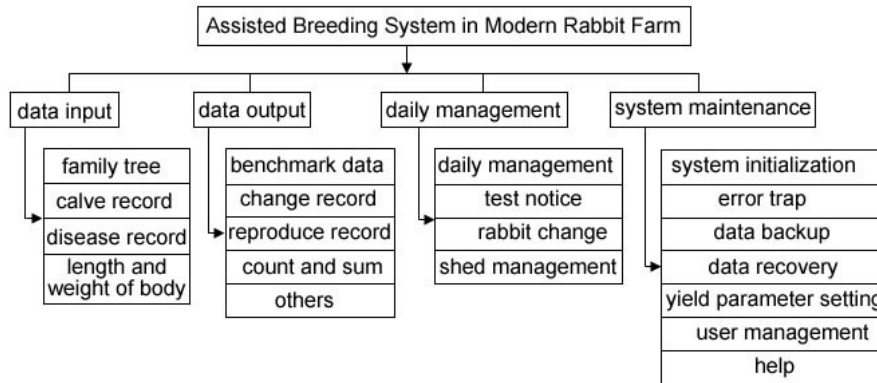 Assisted Breeding System in Modern Rabbit Farm
data input
data output
daily management
system maintenance
family tree
calve record
disease record
length and
weight of body
benchmark data
change record
reproduce record
count and sum
others
daily management
test notice
rabbit change
shed management
system initialization
error trap
data backup
data recovery
yield parameter setting
user management
help